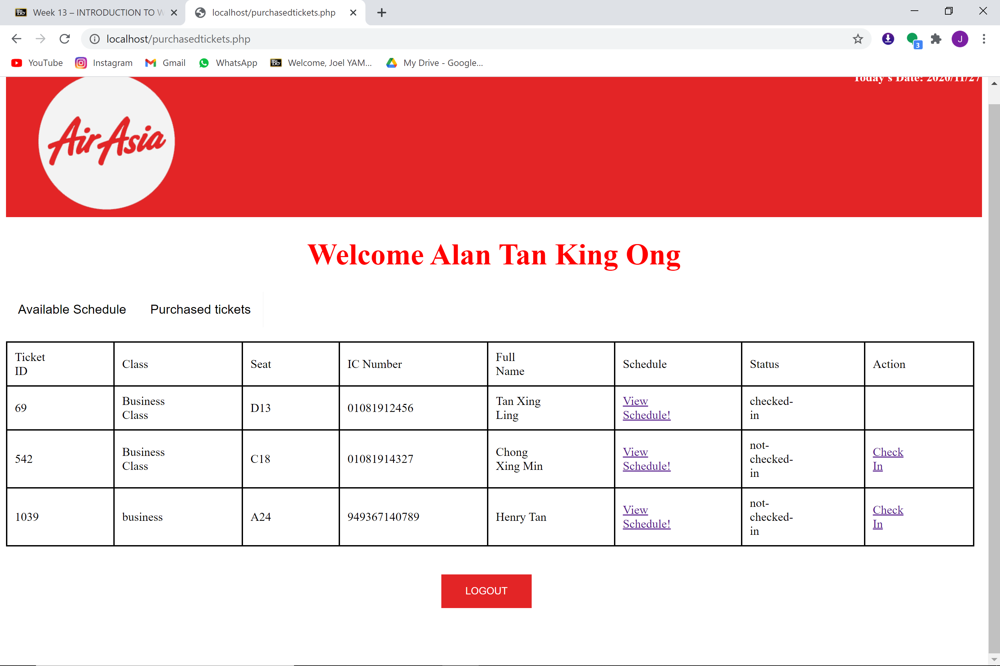 Week 13 – INTRODUCTION TO W
localhost/purchasedtickets.php
localhost/purchasedtickets.php
3
J
YouTube
Instagram
Gmail
WhatsApp
Bb
Welcome, Joel YAM...
My Drive - Google...
Today's Date: 2020/11/27
AirAsia
Welcome Alan Tan King Ong
Available Schedule Purchased tickets
Ticket
ID
Class
Seat
IC Number
Full
Name
Schedule
Status
Action
69
Business
Class
D13
01081912456
Tan Xing
Ling
View
Schedule!
checked-
in
542
Business
Class
C18
01081914327
Chong
Xing Min
View
Schedule!
not-
checked-
in
Check
In
1039
business
A24
949367140789
Henry Tan
View
Schedule!
not-
checked-
in
Check
In
LOGOUT